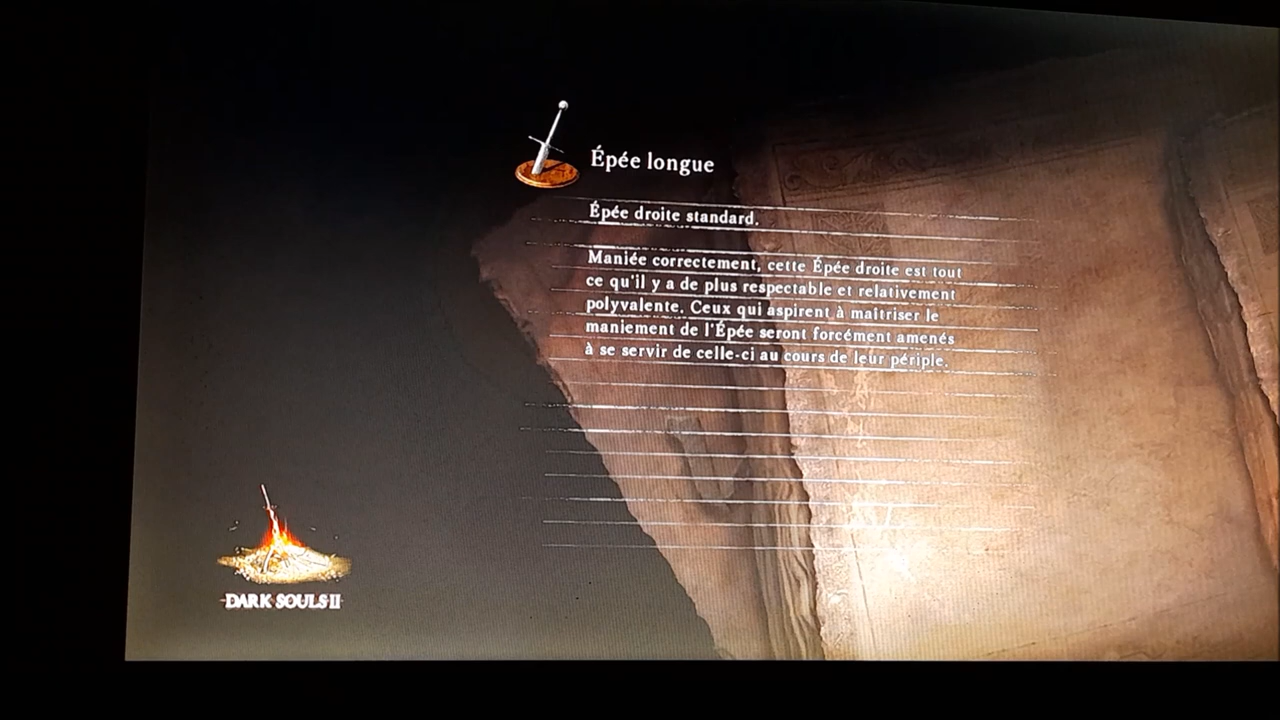 Épée longue
Épée droite standard.
Maniée correctement, cette Épée droite est tout
ce qu'il y a de plus respectable et relativement
polyvalente. Ceux qui aspirent à maîtriser le
maniement de l'Épée seront forcément amenés
à se servir de celle-ci au cours de leur périple.
DARK SOULS II